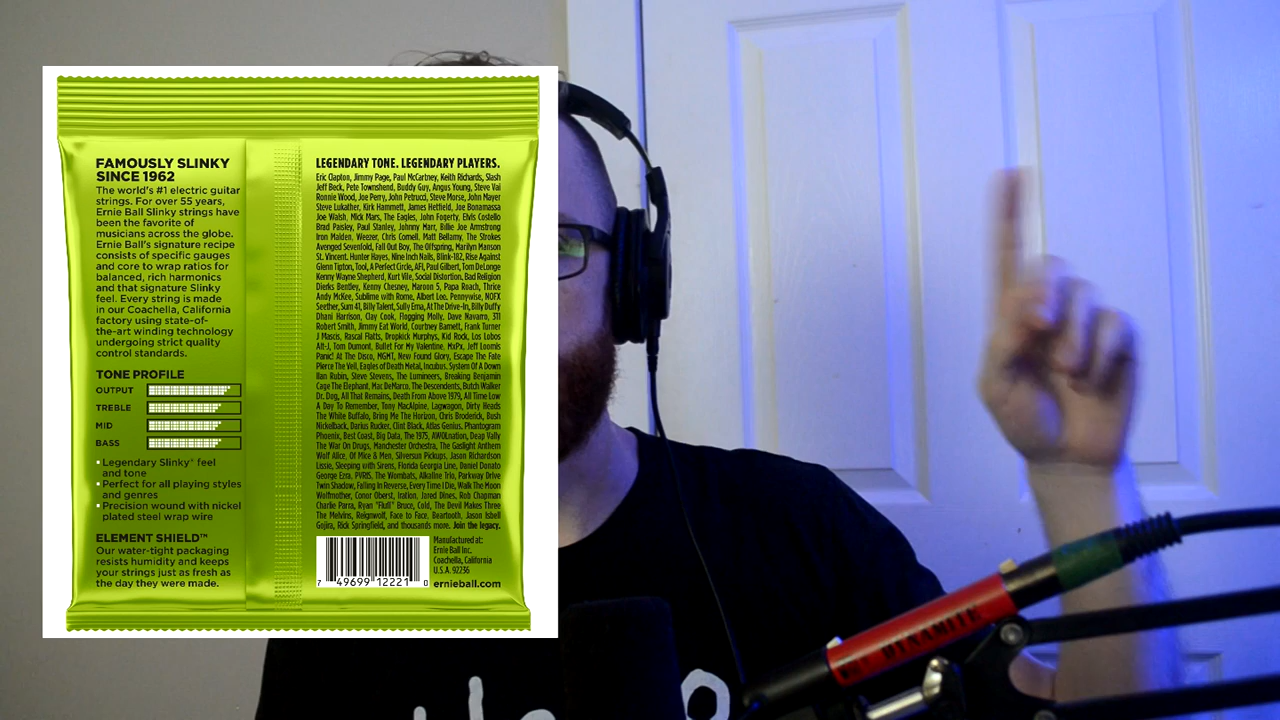 FAMOUSLY SLINKY
SINCE 1962
The world's #1 electric guitar
strings. For over 55 years,
Ernie Ball Slinky strings have
been the favorite of
musicians across the globe.
Ernie Ball's signature recipe
consists of specific gauges
and core to wrap ratios for
balanced, rich harmonics
and that signature Slinky
feel. Every string is made
in our Coachella, California
factory using state-of-
the-art winding technology
undergoing strict quality
control standards.
TONE PROFILE
OUTPUT
TREBLE
MID
BASS
Legendary Slinky® feel
and tone
Perfect for all playing styles
and genres
Precision wound with nickel
plated steel wrap wire
ELEMENT SHIELD™
Our water-tight packaging
resists humidity and keeps
your strings just as fresh as
the day they were made.
LEGENDARY TONE. LEGENDARY PLAYERS.
Eric Clapton, Jimmy Page, Paul McCartney, Keith Richards, Slash
Jeff Beck, Pete Townshend, Buddy Guy, Angus Young, Steve Vai
Ronnie Wood, Joe Perry, John Petrucci, Steve Morse, John Mayer
Steve Lukather, Kirk Hammett, James Hetfield, Joe Bonamassa
Joe Walsh, Mick Mars, The Eagles, John Fogerty, Elvis Costello
Brad Paisley, Paul Stanley, Johnny Marr, Billie Joe Armstrong
Iron Maiden, Weezer, Chris Cornell, Matt Bellamy, The Strokes
Avenged Sevenfold, Fall Out Boy, The Offspring, Marilyn Manson
St. Vincent, Hunter Hayes, Nine Inch Nails, Blink-182, Rise Against
Glenn Tipton, Tool, A Perfect Circle, AFI, Paul Gilbert, Tom DeLonge
Kenny Wayne Shepherd, Kurt Vile, Social Distortion, Bad Religion
Dierks Bentley, Kenny Chesney, Maroon 5, Papa Roach, Thrice
Andy McKee, Sublime with Rome, Albert Lee, Pennywise, NOFX
Seether, Sum 41, Billy Talent, Sully Erna, At The Drive-In, Billy Duffy
Dhani Harrison, Clay Cook, Flogging Molly, Dave Navarro, 311
Robert Smith, Jimmy Eat World, Courtney Barnett, Frank Turner
J Mascis, Rascal Flatts, Dropkick Murphys, Kid Rock, Los Lobos
Alt-J, Tom Dumont, Bullet For My Valentine, MxPx, Jeff Loomis
Panic! At The Disco, MGMT, New Found Glory, Escape The Fate
Pierce The Veil, Eagles of Death Metal, Incubus, System Of A Down
Ilan Rubin, Steve Stevens, The Lumineers, Breaking Benjamin
Cage The Elephant, Mac DeMarco, The Descendents, Butch Walker
Dr. Dog, All That Remains, Death From Above 1979, All Time Low
A Day To Remember, Tony MacAlpine, Lagwagon, Dirty Heads
The White Buffalo, Bring Me The Horizon, Chris Broderick, Bush
Nickelback, Darius Rucker, Clint Black, Atlas Genius, Phantogram
Phoenix, Best Coast, Big Data, The 1975, AWOLnation, Deap Vally
The War On Drugs, Manchester Orchestra, The Gaslight Anthem
Wolf Alice, Of Mice & Men, Silversun Pickups, Jason Richardson
Lissie, Sleeping with Sirens, Florida Georgia Line, Daniel Donato
George Ezra, PVRIS, The Wombats, Alkaline Trio, Parkway Drive
Twin Shadow, Falling In Reverse, Every Time I Die, Walk The Moon
Wolfmother, Conor Oberst, Iration, Jared Dines, Rob Chapman
Charlie Parra, Ryan "Fluff" Bruce, Cold, The Devil Makes Three
The Melvins, Reignwolf, Face to Face, Beartooth, Jason Isbell
Gojira, Rick Springfield, and thousands more. Join the legacy.
7 49699 12221 0
Manufactured at:
Ernie Ball Inc.
Coachella, California
U.S.A. 92236
ernieball.com
DYNAMITE